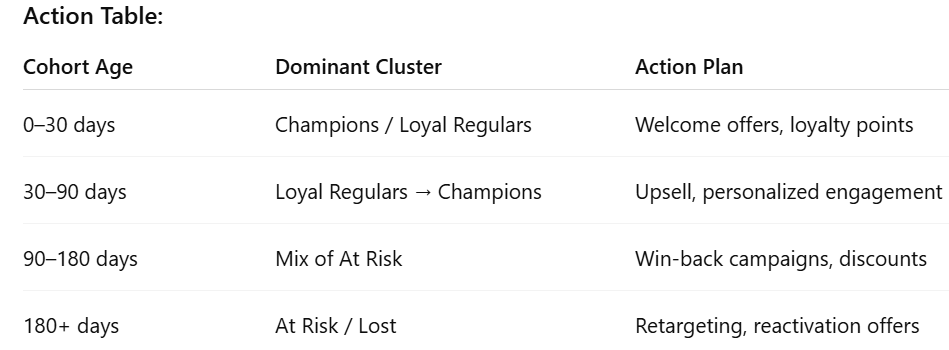 Action Table:
Cohort Age Dominant Cluster Action Plan
0–30 days Champions / Loyal Regulars Welcome offers, loyalty points
30–90 days Loyal Regulars → Champions Upsell, personalized engagement
90–180 days Mix of At Risk Win-back campaigns, discounts
180+ days At Risk / Lost Retargeting, reactivation offers